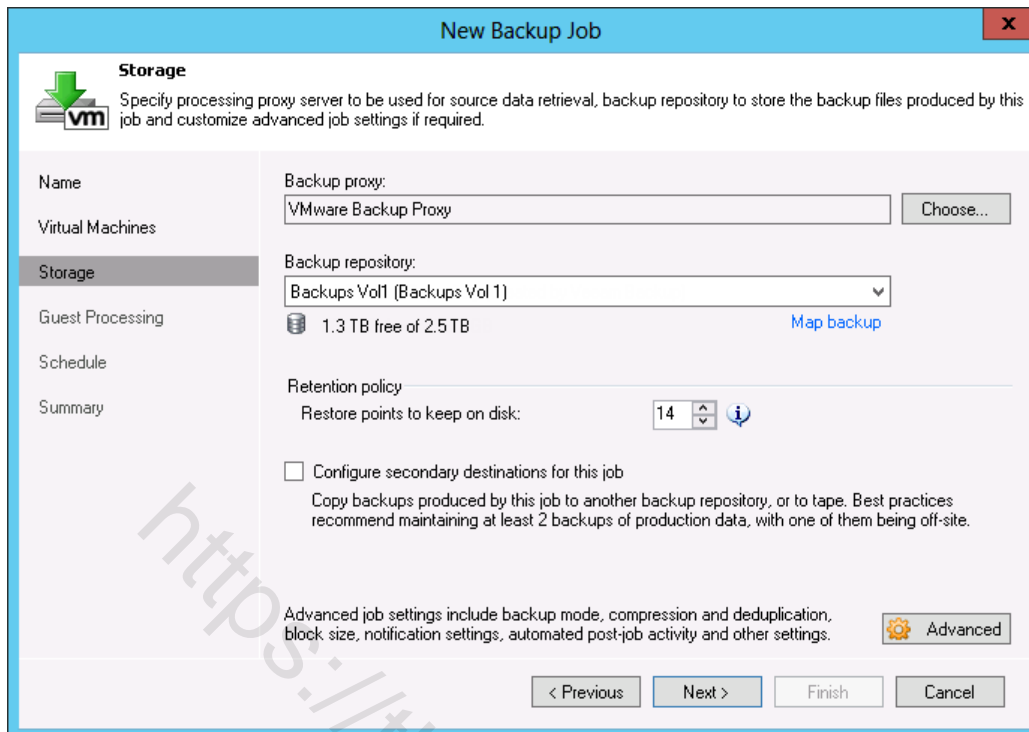 New Backup Job
x
Storage
Specify processing proxy server to be used for source data retrieval, backup repository to store the backup files produced by this
job and customize advanced job settings if required.
vm
Name
Virtual Machines
Storage
Guest Processing
Schedule
Summary
Backup proxy:
VMware Backup Proxy
Choose...
Backup repository:
Backups Vol1 (Backups Vol 1)
1.3 TB free of 2.5 TB
Map backup
Retention policy
Restore points to keep on disk:
14
i
Configure secondary destinations for this job
Copy backups produced by this job to another backup repository, or to tape. Best practices
recommend maintaining at least 2 backups of production data, with one of them being off-site.
Advanced job settings include backup mode, compression and deduplication,
block size, notification settings, automated post-job activity and other settings.
Advanced
< Previous
Next >
Finish
Cancel
https://